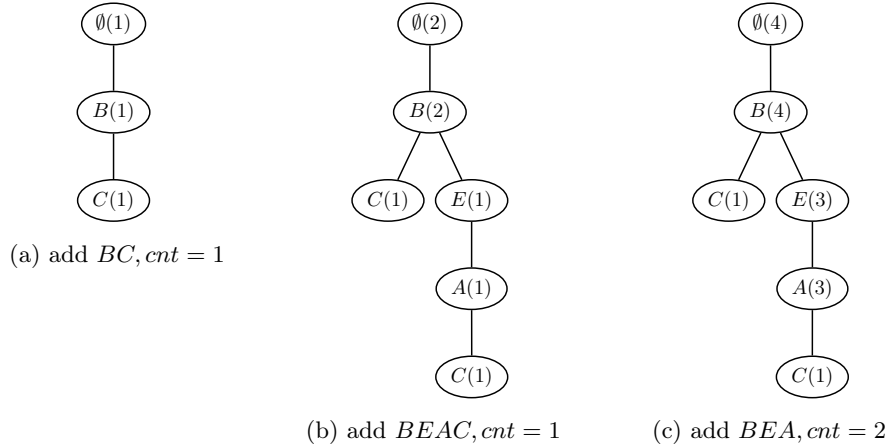 ∅(1) ∅(2) ∅(4)
B(1) B(2) B(4)
C(1) C(1) E(1) C(1) E(3)
(a) add BC, cnt = 1
A(1) A(3)
C(1) C(1)
(b) add BEAC, cnt = 1 (c) add BEA, cnt = 2